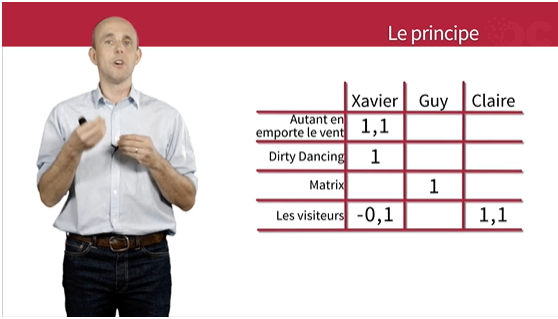 Le principe
Xavier Guy Claire
Autant en
emporte le vent 1,1
Dirty Dancing 1
Matrix 1
Les visiteurs -0,1 1,1